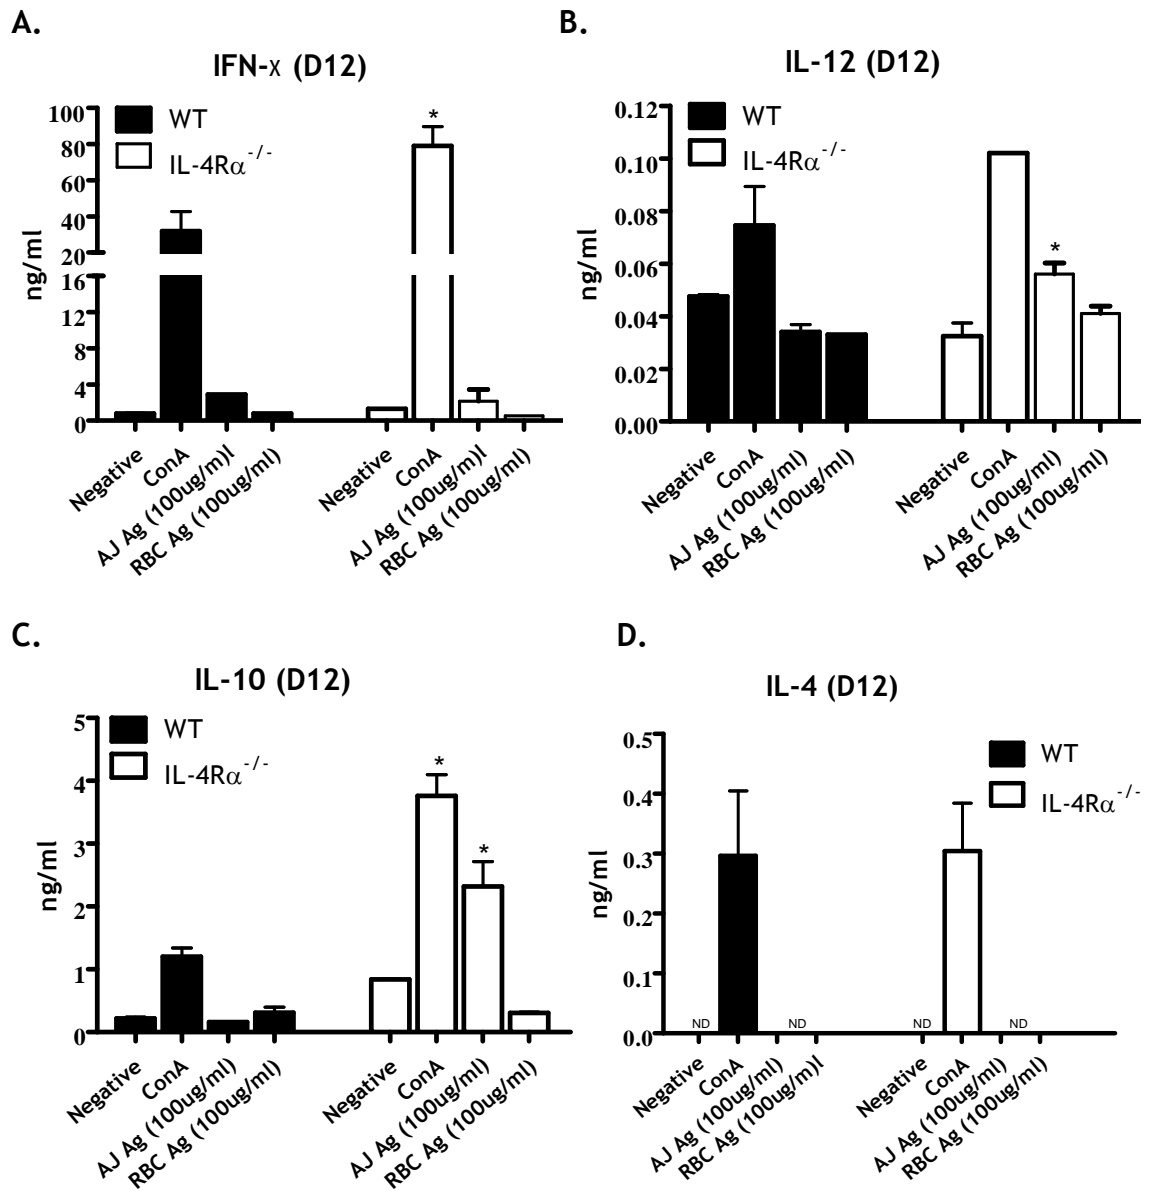 A.
IFN-χ (D12)
ng/ml
100
80
60
40
20
16
12
8
4
0
WT
IL-4Rα-/-
*
Negative
ConA
AJ Ag (100ug/m)l
RBC Ag (100ug/ml)
Negative
ConA
AJ Ag (100ug/m)l
RBC Ag (100ug/ml)
B.
IL-12 (D12)
ng/ml
0.12
0.10
0.08
0.06
0.04
0.02
0.00
WT
IL-4Rα-/-
*
Negative
ConA
AJ Ag (100ug/ml)
RBC Ag (100ug/ml)
Negative
ConA
AJ Ag (100ug/ml)
RBC Ag (100ug/ml)
C.
IL-10 (D12)
ng/ml
5
4
3
2
1
0
WT
IL-4Rα-/-
*
*
Negative
ConA
AJ Ag (100ug/ml)
RBC Ag (100ug/ml)
Negative
ConA
AJ Ag (100ug/ml)
RBC Ag (100ug/ml)
D.
IL-4 (D12)
ng/ml
0.5
0.4
0.3
0.2
0.1
0.0
WT
IL-4Rα-/-
ND
ND
ND
ND
Negative
ConA
AJ Ag (100ug/ml)
RBC Ag (100ug/m)l
Negative
ConA
AJ Ag (100ug/ml)
RBC Ag (100ug/ml)